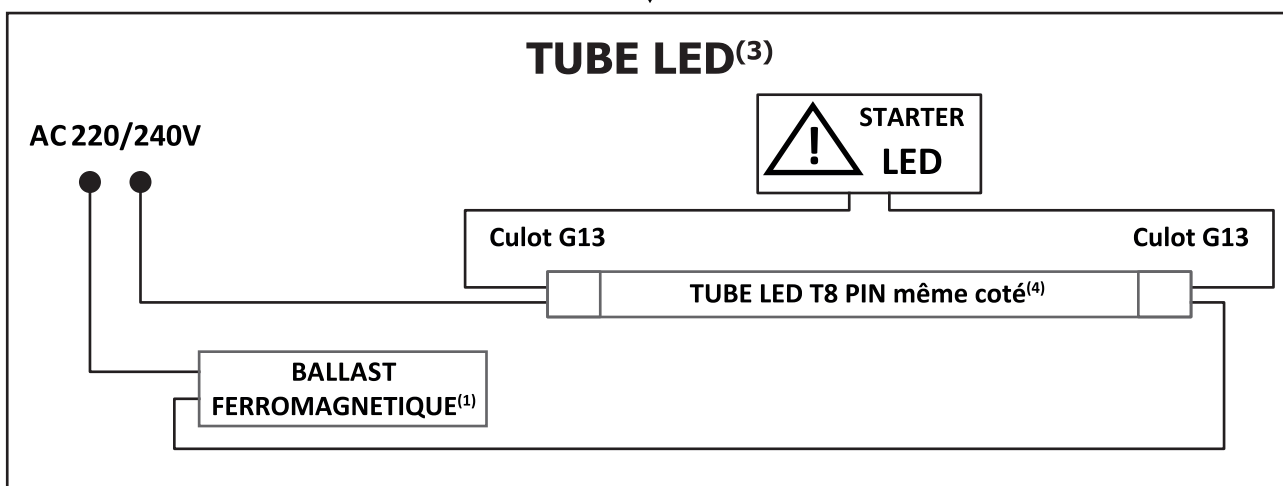 TUBE LED(3)
AC 220/240V
STARTER
LED
Culot G13
Culot G13
TUBE LED T8 PIN même coté(4)
BALLAST
FERROMAGNETIQUE(1)